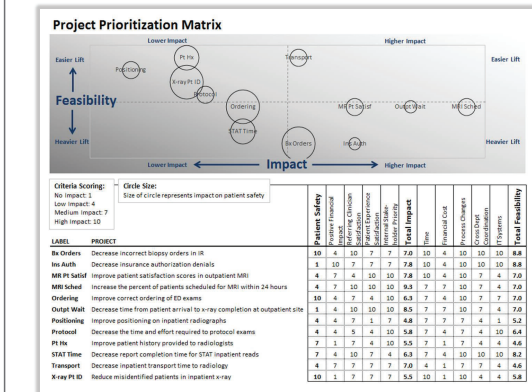 Project Prioritization Matrix
Lower Impact Higher Impact
Easier Lift Pt Hx Transport Easier Lift
Positioning
X-ray Pt ID
Protocol
Feasibility
Ordering MR Pt Satisf Outpt Wait MRI Sched
STAT Time
Heavier Lift Bx Orders Ins Auth Heavier Lift
Lower Impact Impact Higher Impact
Criteria Scoring: Circle Size:
No Impact: 1 Size of circle represents impact on patient safety
Low Impact: 4
Medium Impact: 7
High Impact: 10
LABEL PROJECT Patient Safety Positive Financial Impact Referring Clinician Satisfaction Patient Experience Satisfaction Internal Stake-holder Priority Total Impact Time Financial Cost Process Changes Cross Dept Coordination IT Systems Total Feasibility
Bx Orders Decrease incorrect biopsy orders in IR 10 4 10 7 7 7.0 10 4 10 10 10 8.8
Ins Auth Decrease insurance authorization denials 1 10 7 7 7 7.8 10 4 10 10 10 8.8
MR Pt Satisf Improve patient satisfaction scores in outpatient MRI 4 7 4 10 10 7.8 10 4 10 7 4 7.0
MRI Sched Increase the percent of patients scheduled for MRI within 24 hours 4 7 10 10 10 9.3 7 7 10 7 4 7.0
Ordering Improve correct ordering of ED exams 10 4 7 4 10 6.3 7 4 7 10 7 7.0
Outpt Wait Decrease time from patient arrival to x-ray completion at outpatient site 1 4 10 10 10 8.5 7 7 10 7 4 7.0
Positioning Improve positioning on inpatient radiographs 4 4 7 1 7 4.8 7 7 7 4 1 5.2
Protocol Decrease the time and effort required to protocol exams 4 4 5 4 10 5.8 7 4 7 4 10 6.4
Pt Hx Improve patient history provided to radiologists 7 1 7 4 10 5.5 7 1 7 4 4 4.6
STAT Time Decrease report completion time for STAT inpatient reads 7 4 10 7 4 6.3 7 4 10 10 10 8.2
Transport Decrease inpatient transport time to radiology 4 7 7 7 7 7.0 4 1 7 7 4 4.6
X-ray Pt ID Reduce misidentified patients in inpatient x-ray 10 1 7 7 7 5.5 10 1 10 4 4 5.8